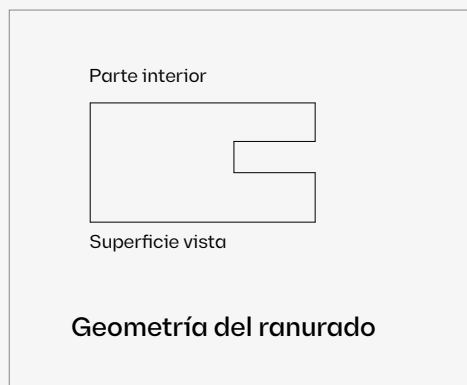 Parte interior
Superficie vista
Geometría del ranurado